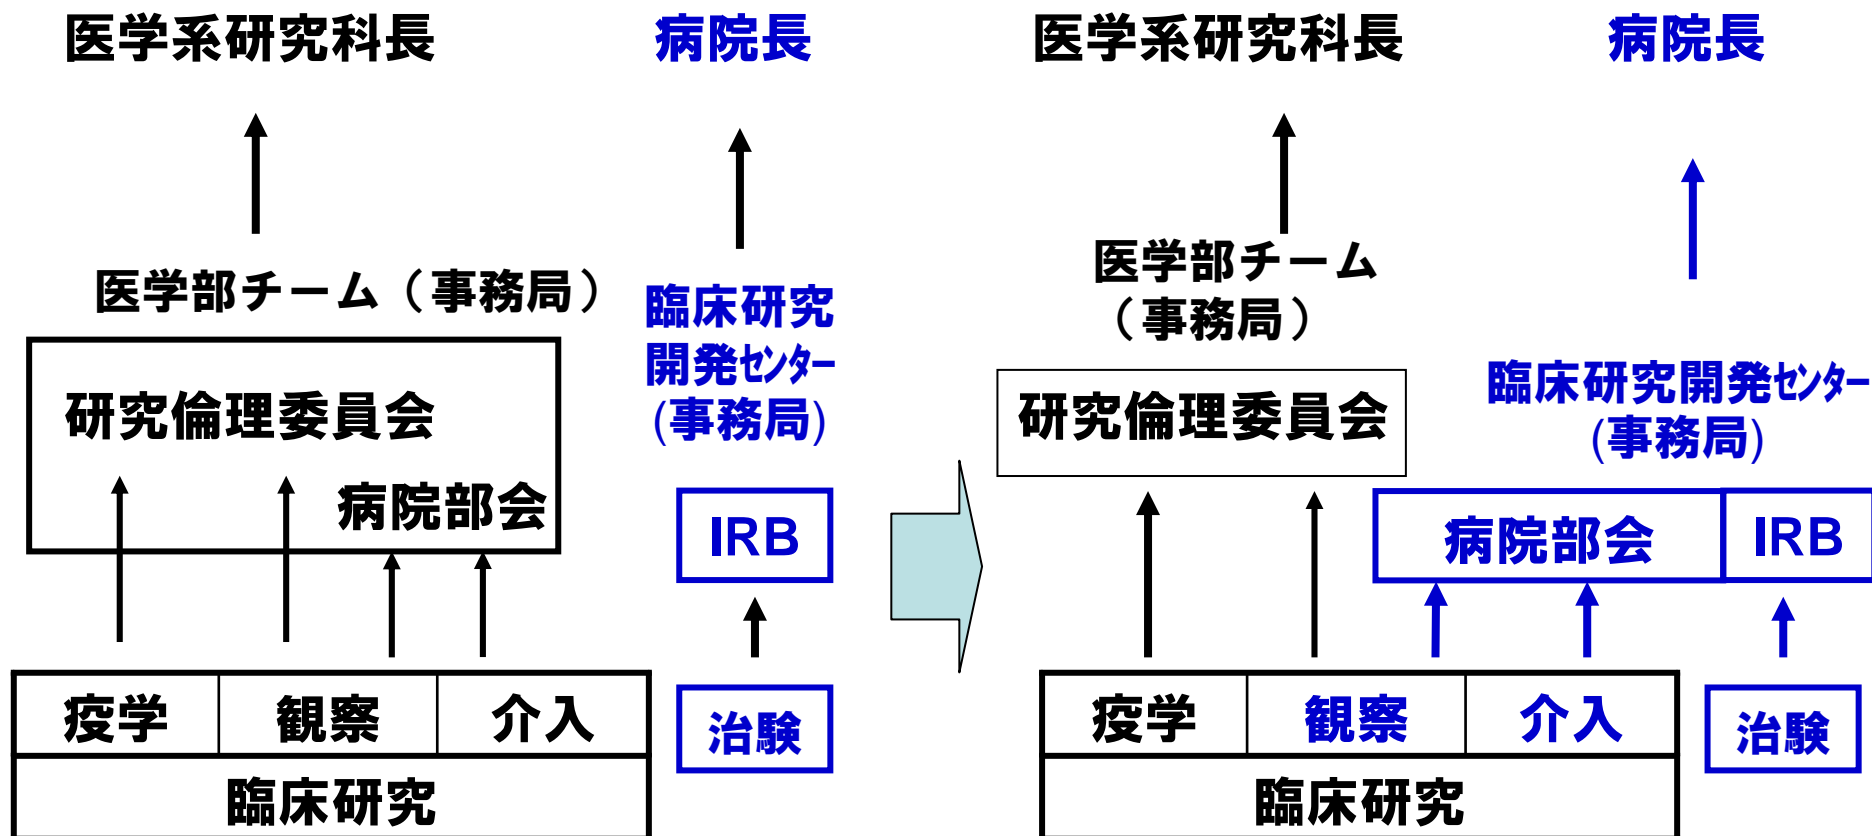 医学系研究科長
病院長
医学部チーム（事務局）
臨床研究
開発ｾﾝﾀｰ
(事務局)
研究倫理委員会
病院部会
IRB
疫学
観察
介入
治験
臨床研究
医学系研究科長
病院長
医学部チーム
（事務局）
臨床研究開発ｾﾝﾀｰ
(事務局)
研究倫理委員会
病院部会
IRB
疫学
観察
介入
治験
臨床研究